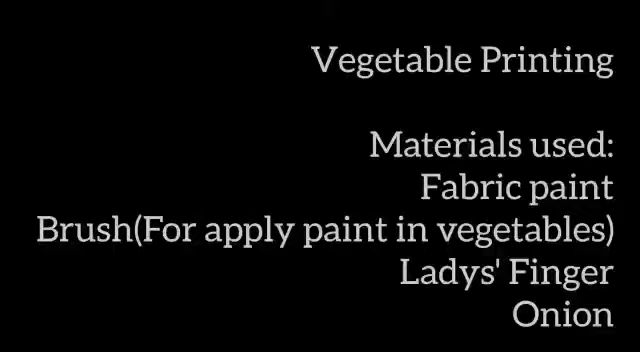 Vegetable Printing
Materials used:
Fabric paint
Brush(For apply paint in vegetables)
Ladys' Finger
Onion